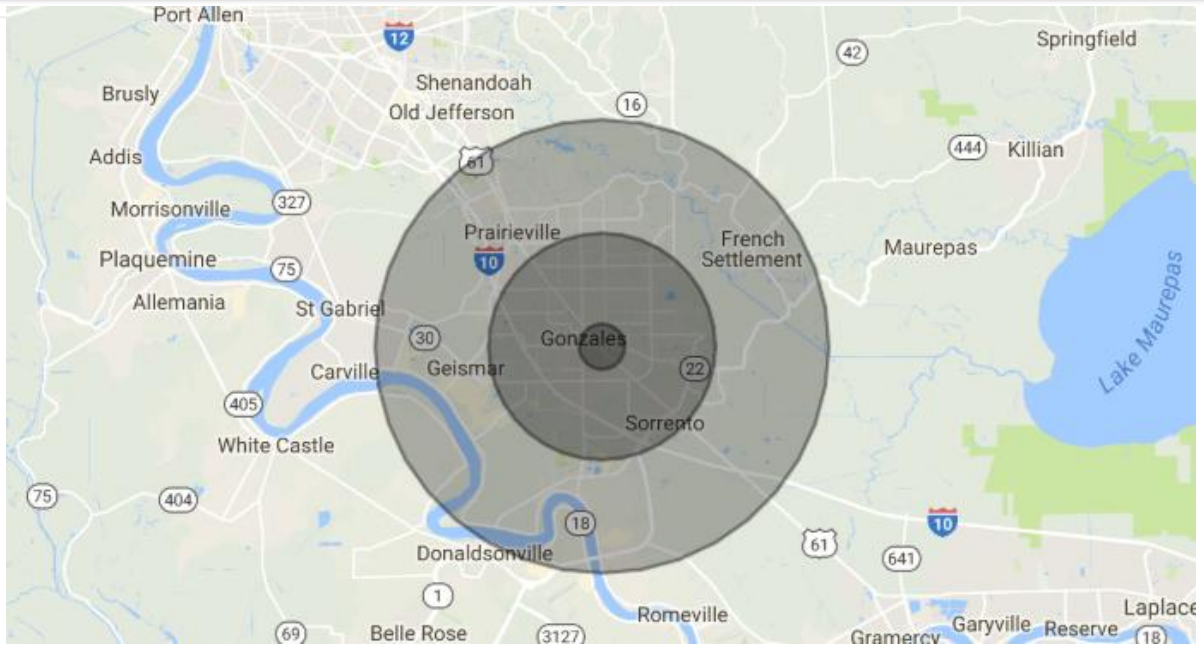 Port Allen
12
42
Springfield
Shenandoah
Brusly
16
Old Jefferson
Addis
61
444
Killian
327
Morrisonville
Prairieville
French
Settlement
Maurepas
Plaquemine
75
10
Allemania
St Gabriel
30
Gonzales
Lake Maurepas
Carville
Geismar
22
405
Sorrento
White Castle
75
404
18
10
61
Donaldsonville
641
1
Romeville
Laplace
69
Belle Rose
3127
Gramercy
Garyville
Reserve
18